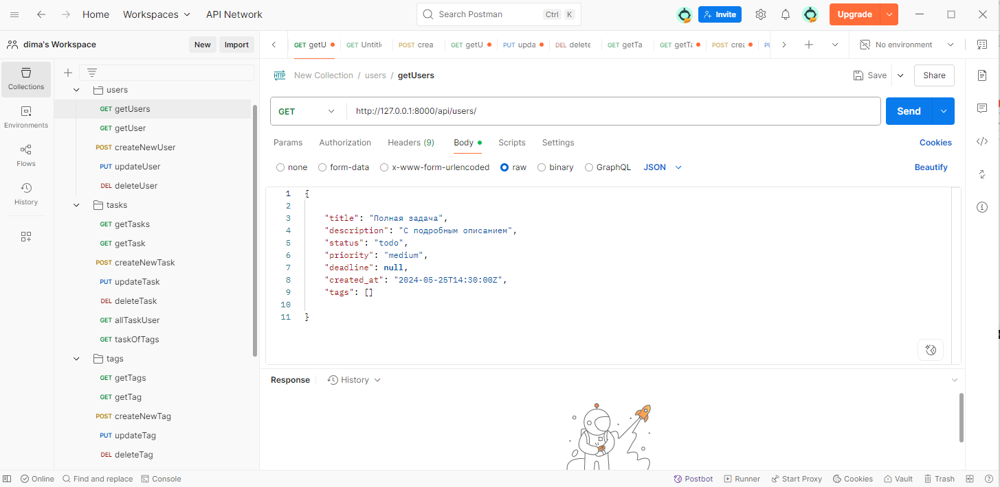 Home Workspaces API Network Search Postman Ctrl K Invite Upgrade
dima's Workspace New Import GET getU GET Untitl POST crea GET getU PUT upda DEL delete GET getTa GET getTa POST crea PU No environment
Collections
Environments
Flows
History
users
GET getUsers
GET getUser
POST createNewUser
PUT updateUser
DEL deleteUser
tasks
GET getTasks
GET getTask
POST createNewTask
PUT updateTask
DEL deleteTask
GET allTaskUser
GET taskOfTags
tags
GET getTags
GET getTag
POST createNewTag
PUT updateTag
DEL deleteTag
HTTP New Collection / users / getUsers Save Share
GET http://127.0.0.1:8000/api/users/ Send
Params Authorization Headers (9) Body Scripts Settings Cookies
none form-data x-www-form-urlencoded raw binary GraphQL JSON Beautify
1 {
2
3 "title": "Полная задача",
4 "description": "С подробным описанием",
5 "status": "todo",
6 "priority": "medium",
7 "deadline": null,
8 "created_at": "2024-05-25T14:30:00Z",
9 "tags": []
10
11 }
Response History
Online Find and replace Console Postbot Runner Start Proxy Cookies Vault Trash